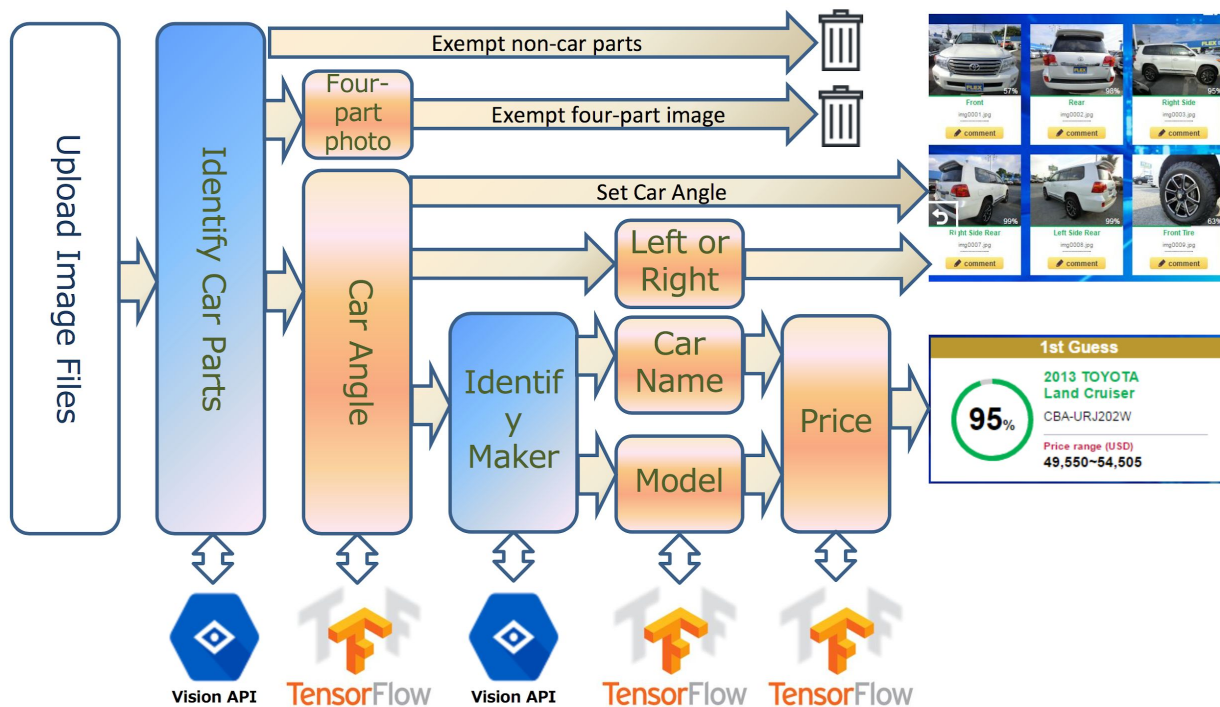 Upload Image Files
Identify Car Parts
Exempt non-car parts
Four-
part
photo
Exempt four-part image
Car Angle
Set Car Angle
Left or
Right
Identif
y
Maker
Car
Name
Model
Price
Vision API
TensorFlow
Vision API
TensorFlow
TensorFlow
FLEX
57%
98%
95%
Front
Rear
Right Side
img0001.jpg
img0002.jpg
img0003.jpg
comment
comment
comment
99%
99%
63%
Right Side Rear
Left Side Rear
Front Tire
img0007.jpg
img0008.jpg
img0009.jpg
comment
comment
comment
1st Guess
95%
2013 TOYOTA
Land Cruiser
CBA-URJ202W
Price range (USD)
49,550~54,505